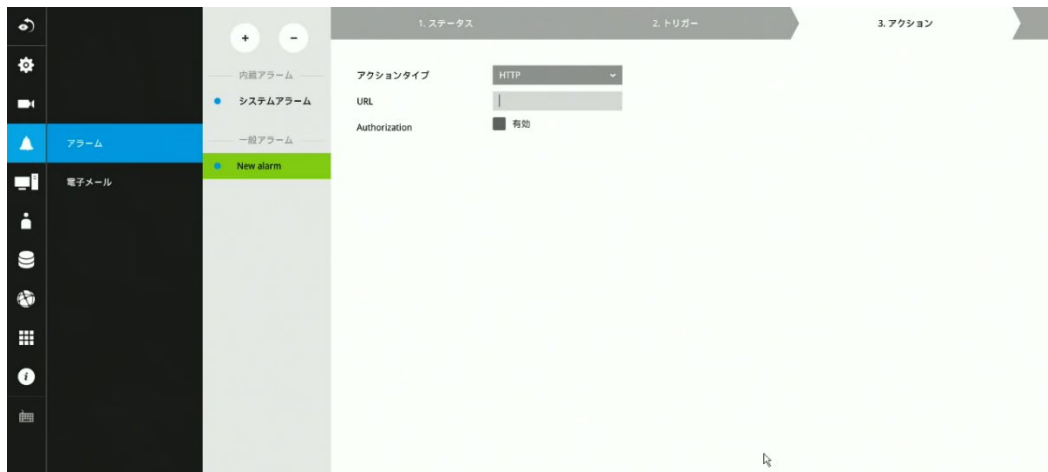 1. ステータス
2. トリガー
3. アクション
+
-
内蔵アラーム
システムアラーム
一般アラーム
New alarm
アラーム
電子メール
アクションタイプ
HTTP
URL
Authorization
有効